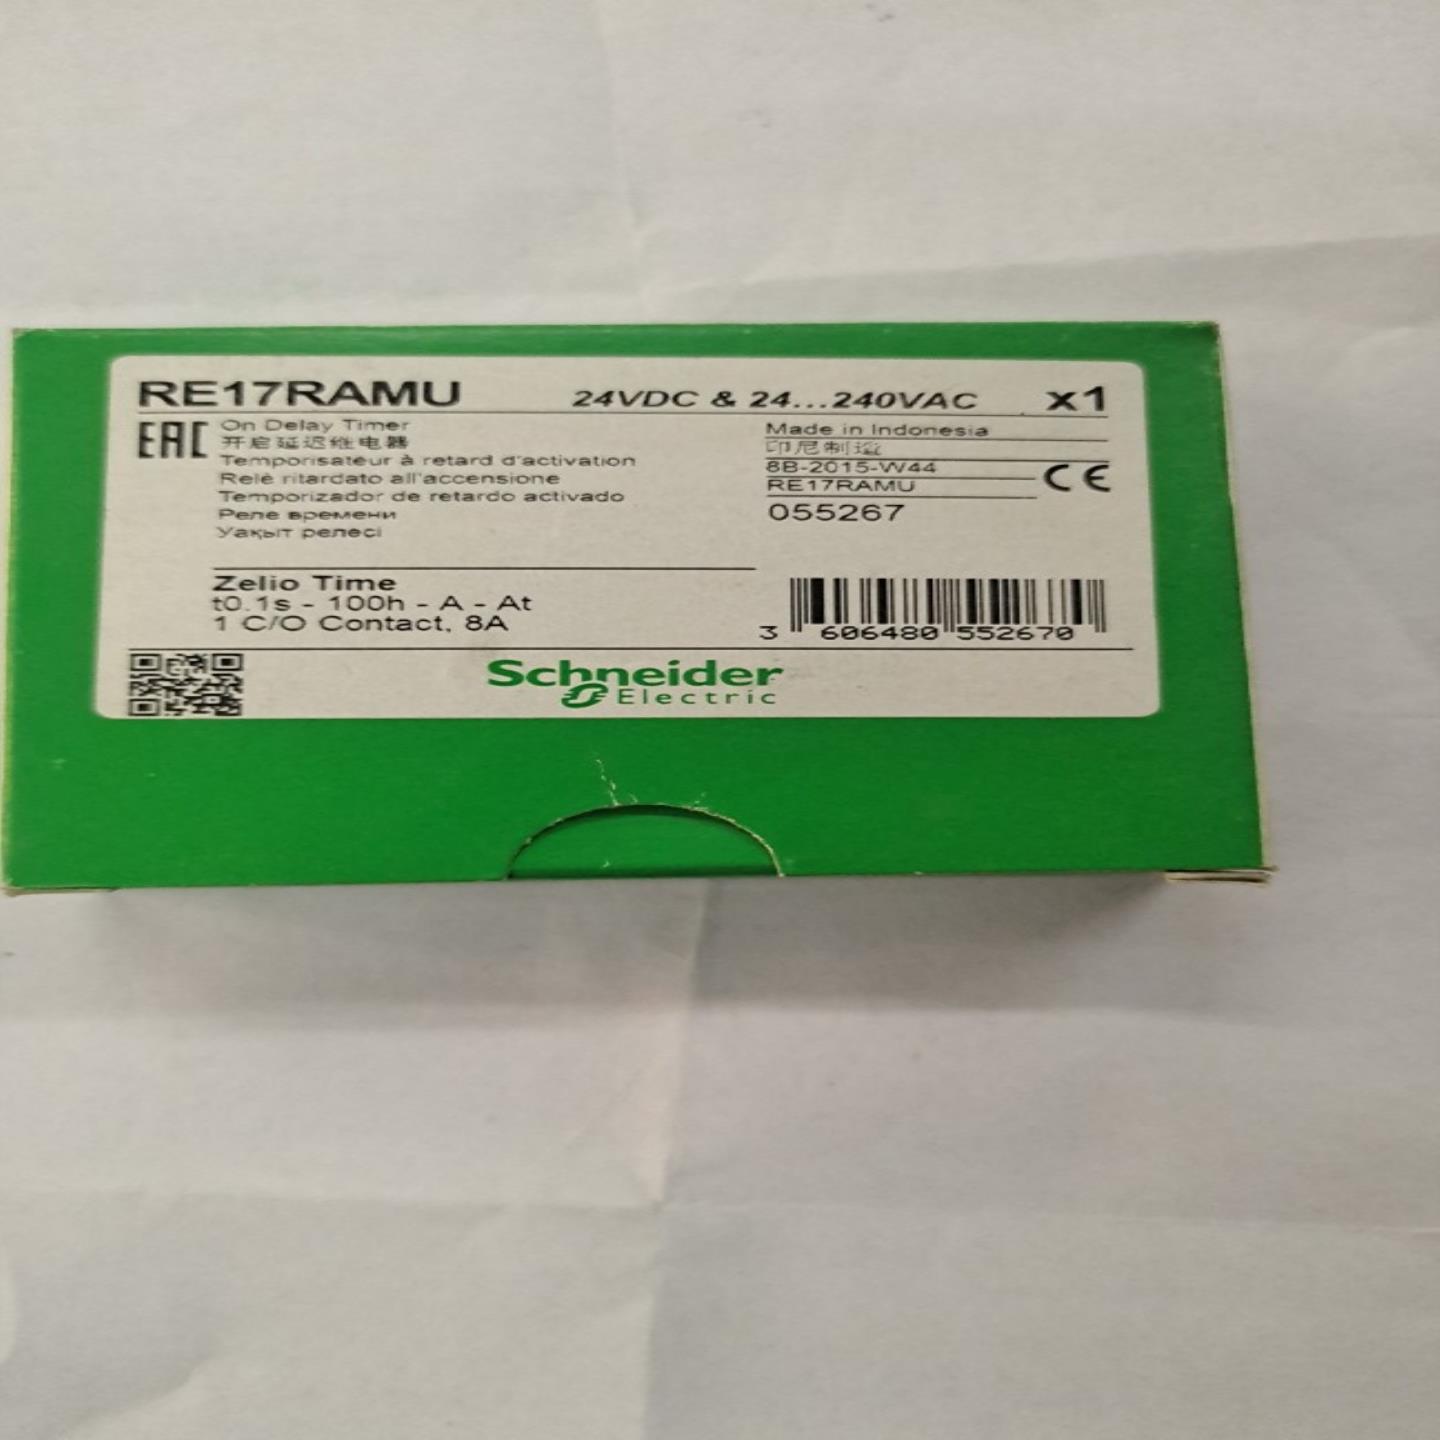 RE17RAMU 24VDC & 24...240VAC x1
EAC
On Delay Timer
开启延迟继电器
Temporisateur à retard d'activation
Relè ritardato all'accensione
Temporizador de retardo activado
Реле времени
Уақыт релесі
Made in Indonesia
印尼制造
8B-2015-W44
RE17RAMU
CE
055267
Zelio Time
t0.1s - 100h - A - At
1 C/O Contact, 8A
3 606480 552670
Schneider
Electric